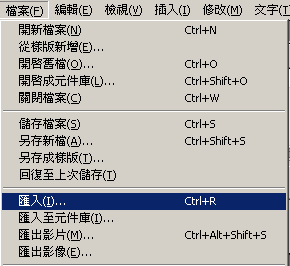 檔案(F) 編輯(E) 檢視(V) 插入(I) 修改(M) 文字(T
開新檔案(N) Ctrl+N
從樣版新增(E)...
開啓舊檔(O)... Ctrl+O
開啓成元件庫(L)... Ctrl+Shift+O
關閉檔案(C) Ctrl+W
儲存檔案(S) Ctrl+S
另存新檔(A)... Ctrl+Shift+S
另存成樣版(T)...
回復至上次儲存(T)
匯入(I)... Ctrl+R
匯入至元件庫(I)...
匯出影片(M)... Ctrl+Alt+Shift+S
匯出影像(E)...